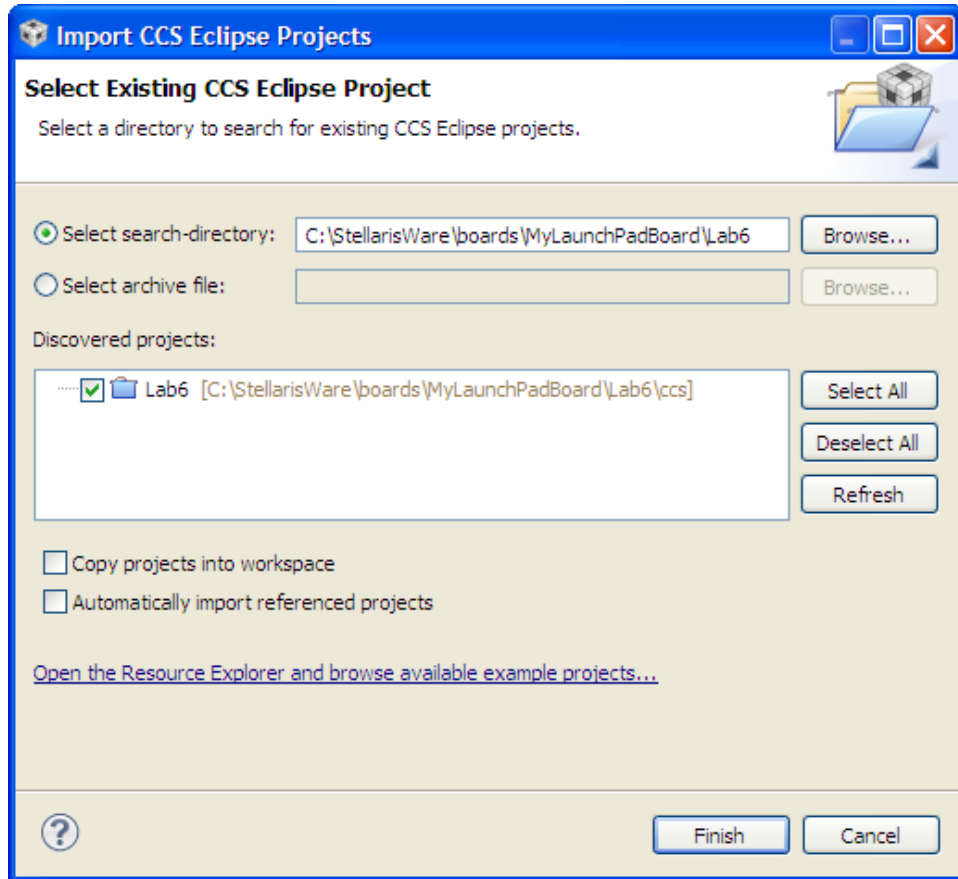 Import CCS Eclipse Projects
Select Existing CCS Eclipse Project
Select a directory to search for existing CCS Eclipse projects.
Select search-directory: C:\StellarisWare\boards\MyLaunchPadBoard\Lab6 Browse...
Select archive file: Browse...
Discovered projects:
Lab6 [C:\StellarisWare\boards\MyLaunchPadBoard\Lab6\ccs] Select All
Deselect All
Refresh
Copy projects into workspace
Automatically import referenced projects
Open the Resource Explorer and browse available example projects...
? Finish Cancel